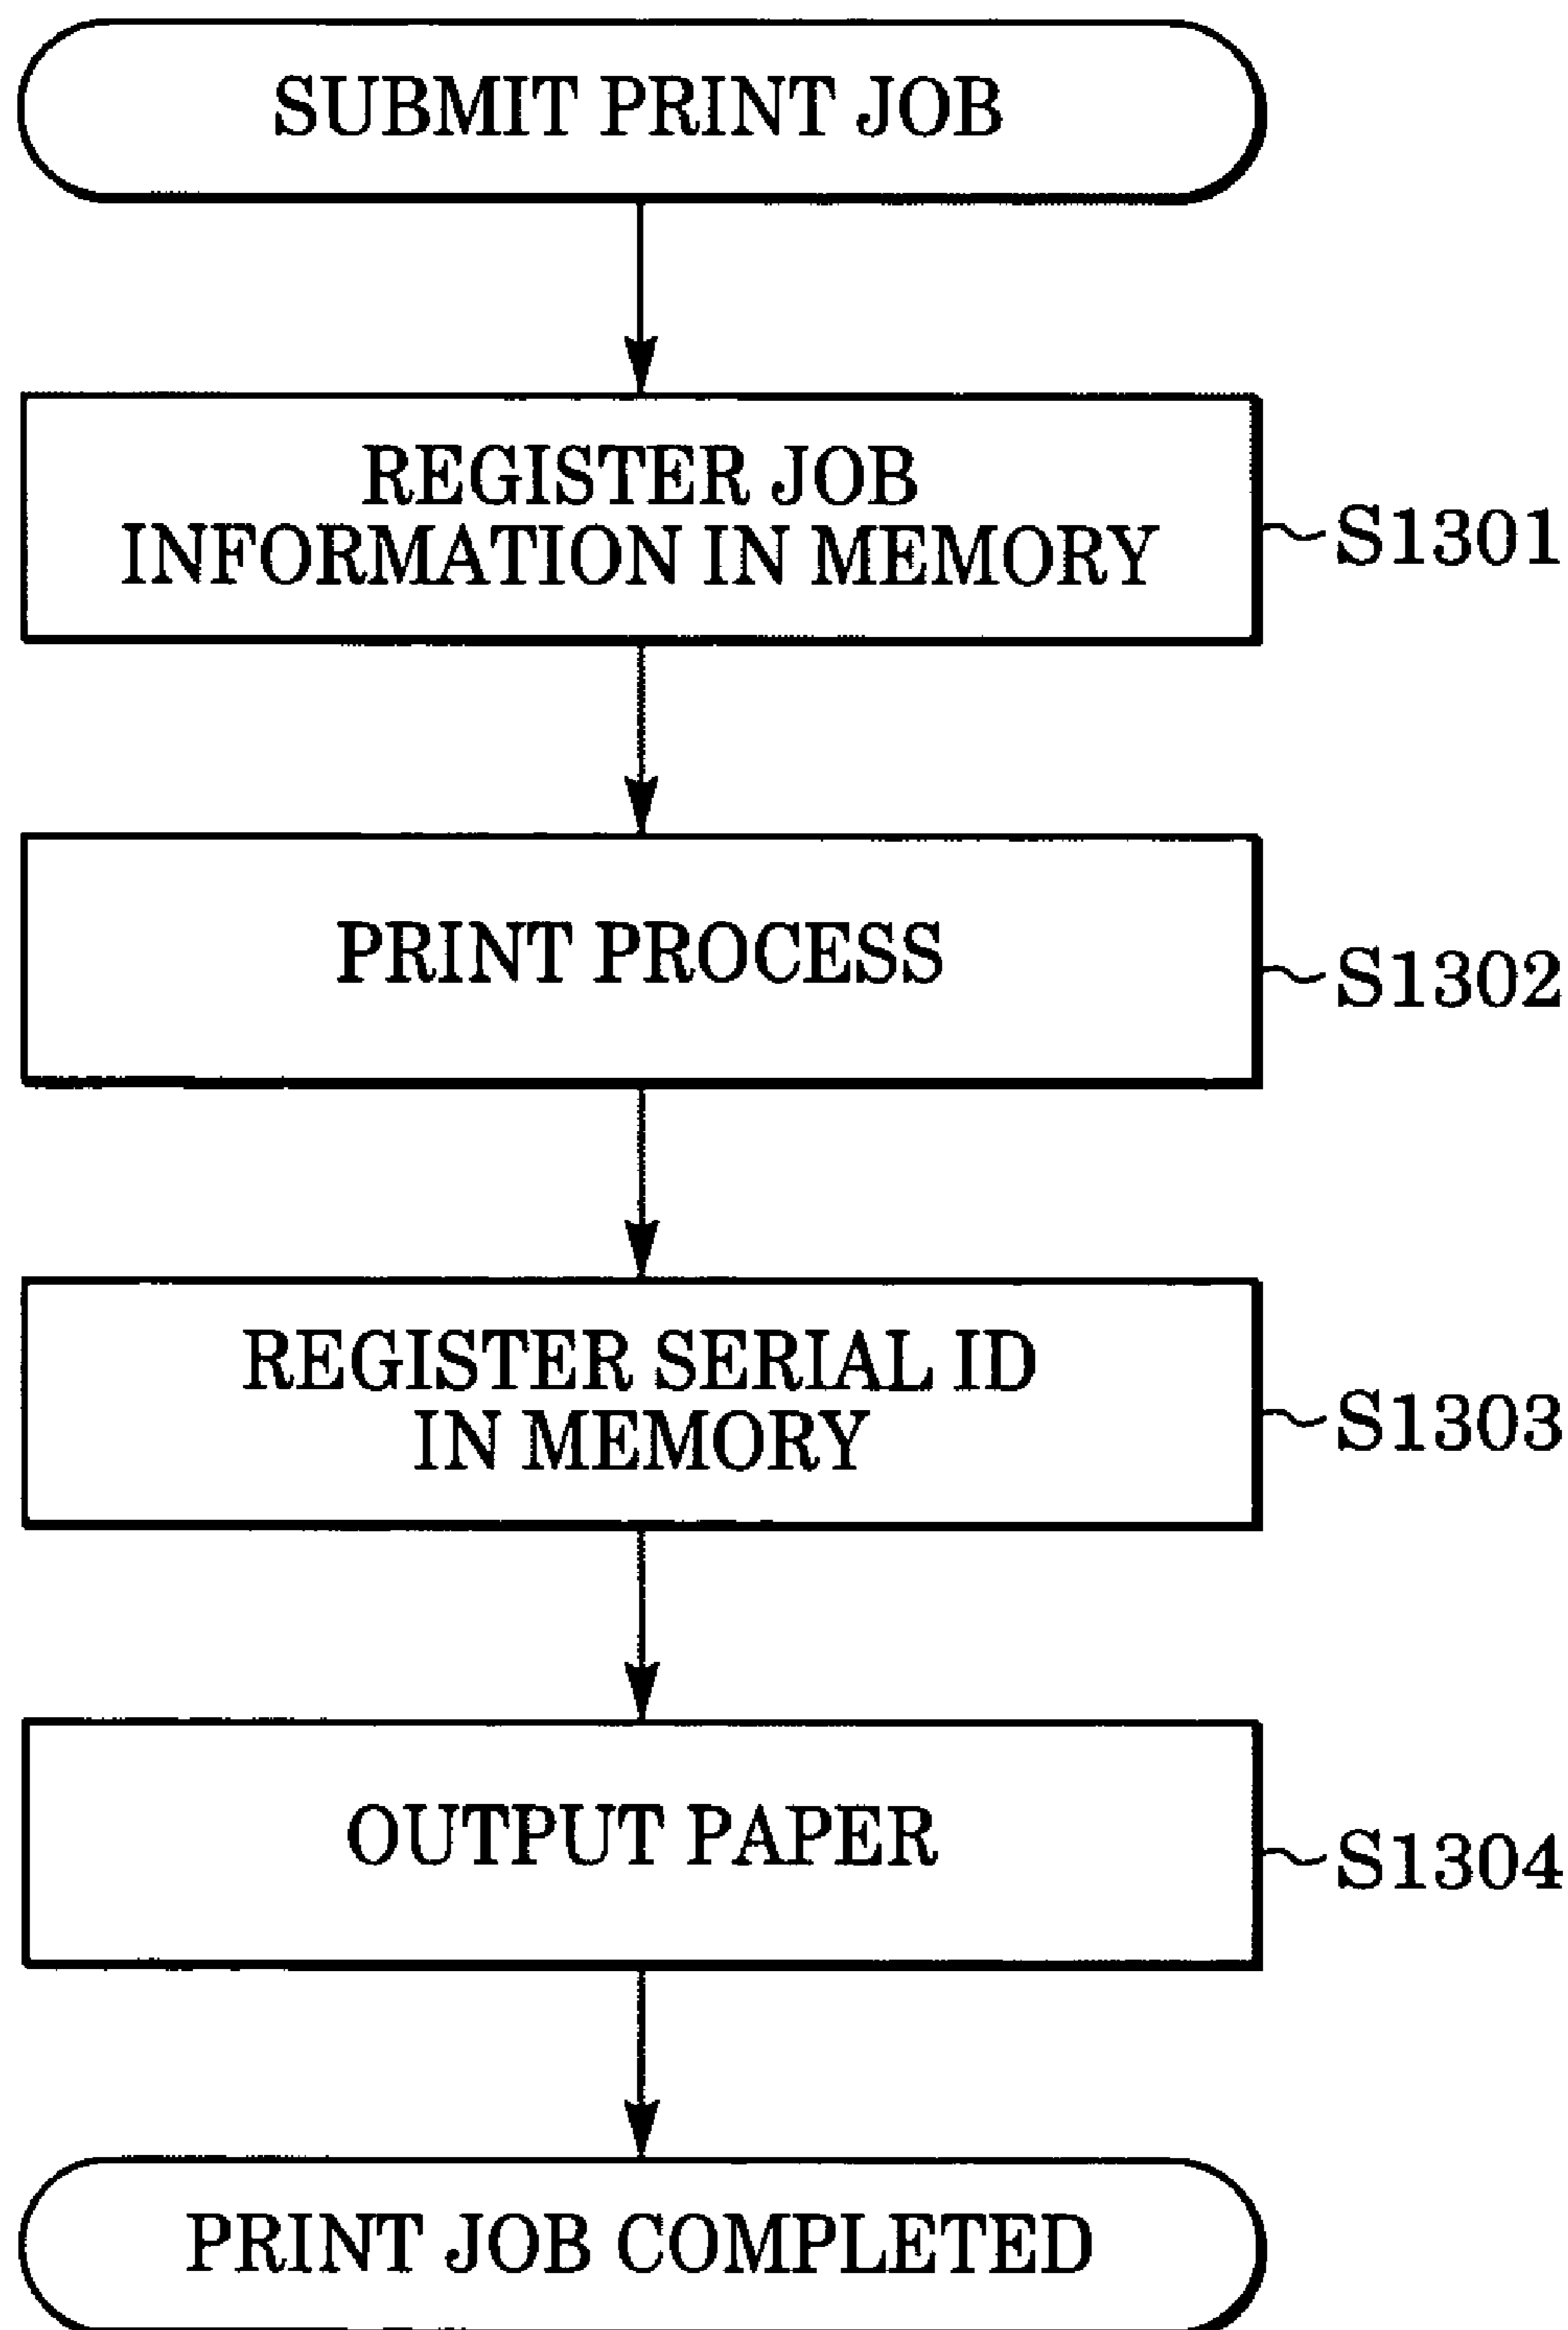 SUBMIT PRINT JOB
REGISTER JOB
INFORMATION IN MEMORY
S1301
PRINT PROCESS
S1302
REGISTER SERIAL ID
IN MEMORY
S1303
OUTPUT PAPER
S1304
PRINT JOB COMPLETED